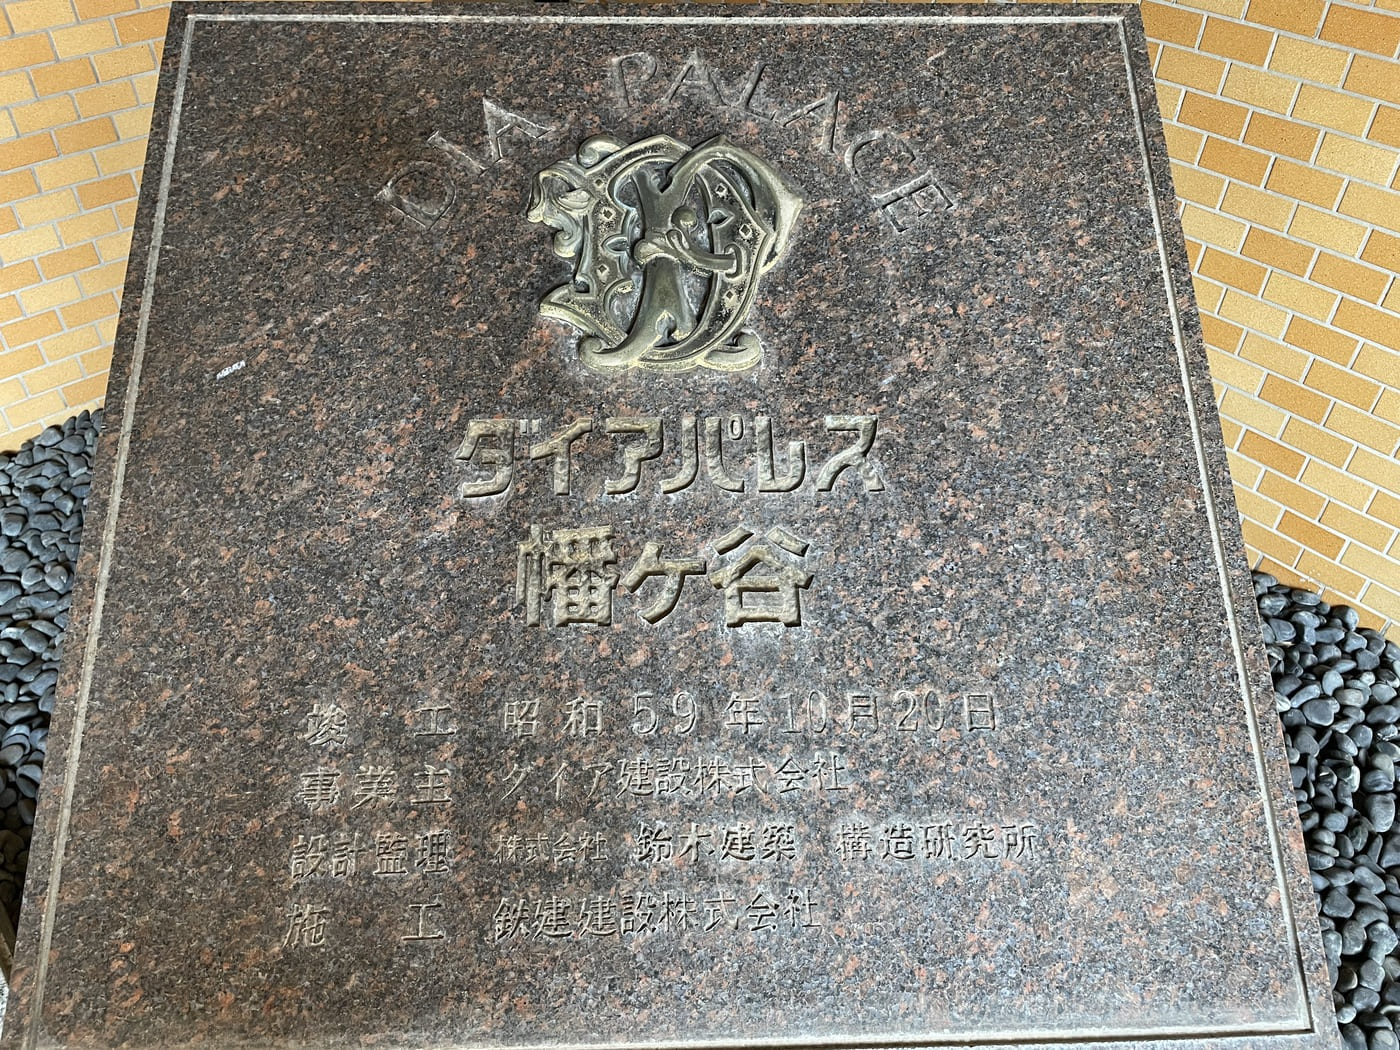 DIA PALACE
ダイアパレス
幡ヶ谷
竣 工 昭和 59 年 10月20日
事業主 ダイア建設株式会社
設計監理 株式会社 鈴木建築 構造研究所
施 工 鉄建建設株式会社